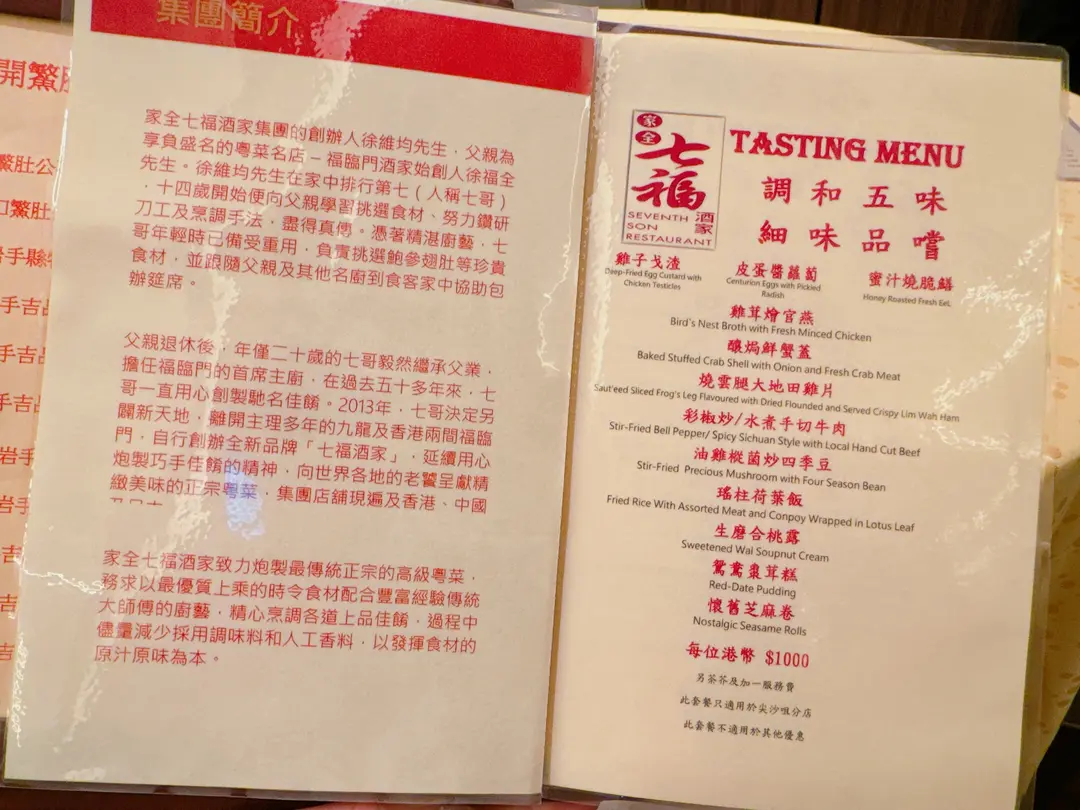 集團簡介
開鰵肚
鰵肚公
鰵肚
岩手縣
手吉品
手吉品
手吉
岩手
手吉
吉
吉
家全七福酒家集團的創辦人徐維均先生，父親為
享負盛名的粵菜名店 – 福臨門酒家始創人徐福全
先生。徐維均先生在家中排行第七（人稱七哥）
，十四歲開始便向父親學習挑選食材、努力鑽研
刀工及烹調手法，盡得真傳。憑著精湛廚藝，七
哥年輕時已備受重用，負責挑選鮑參翅肚等珍貴
食材，並跟隨父親及其他名廚到食客家中協助包
辦筵席。
父親退休後，年僅二十歲的七哥毅然繼承父業，
擔任福臨門的首席主廚，在過去五十多年來，七
哥一直用心創製馳名佳餚。2013年，七哥決定另
闢新天地，離開主理多年的九龍及香港兩間福臨
門，自行創辦全新品牌「七福酒家」，延續用心
炮製巧手佳餚的精神，向世界各地的老饕呈獻精
緻美味的正宗粵菜，集團店舖現遍及香港、中國
家全七福酒家致力炮製最傳統正宗的高級粵菜，
務求以最優質上乘的時令食材配合豐富經驗傳統
大師傅的廚藝，精心烹調各道上品佳餚，過程中
儘量減少採用調味料和人工香料，以發揮食材的
原汁原味為本。
家全
七福
酒家
SEVENTH
SON
RESTAURANT
TASTING MENU
調和五味
細味品嚐
雞子戈渣
Deep-Fried Egg Custard with
Chicken Testicles
皮蛋醬蘿蔔
Centurion Eggs with Pickled
Radish
蜜汁燒脆鱔
Honey Roasted Fresh EeL
雞茸燴官燕
Bird`s Nest Broth with Fresh Minced Chicken
釀焗鮮蟹蓋
Baked Stuffed Crab Shell with Onion and Fresh Crab Meat
燒雲腿大地田雞片
Saut'eed Sliced Frog's Leg Flavoured with Dried Flounded and Served Crispy Lim Wah Ham
彩椒炒/水煮手切牛肉
Stir-Fried Bell Pepper/ Spicy Sichuan Style with Local Hand Cut Beef
油雞樅菌炒四季豆
Stir-Fried Precious Mushroom with Four Season Bean
瑤柱荷葉飯
Fried Rice With Assorted Meat and Conpoy Wrapped in Lotus Leaf
生磨合桃露
Sweetened Wal Soupnut Cream
鴛鴦棗茸糕
Red-Date Pudding
懷舊芝麻卷
Nostalgic Seasame Rolls
每位港幣 $1000
另茶芥及加一服務費
此套餐只適用於尖沙咀分店
此套餐不適用於其他優惠